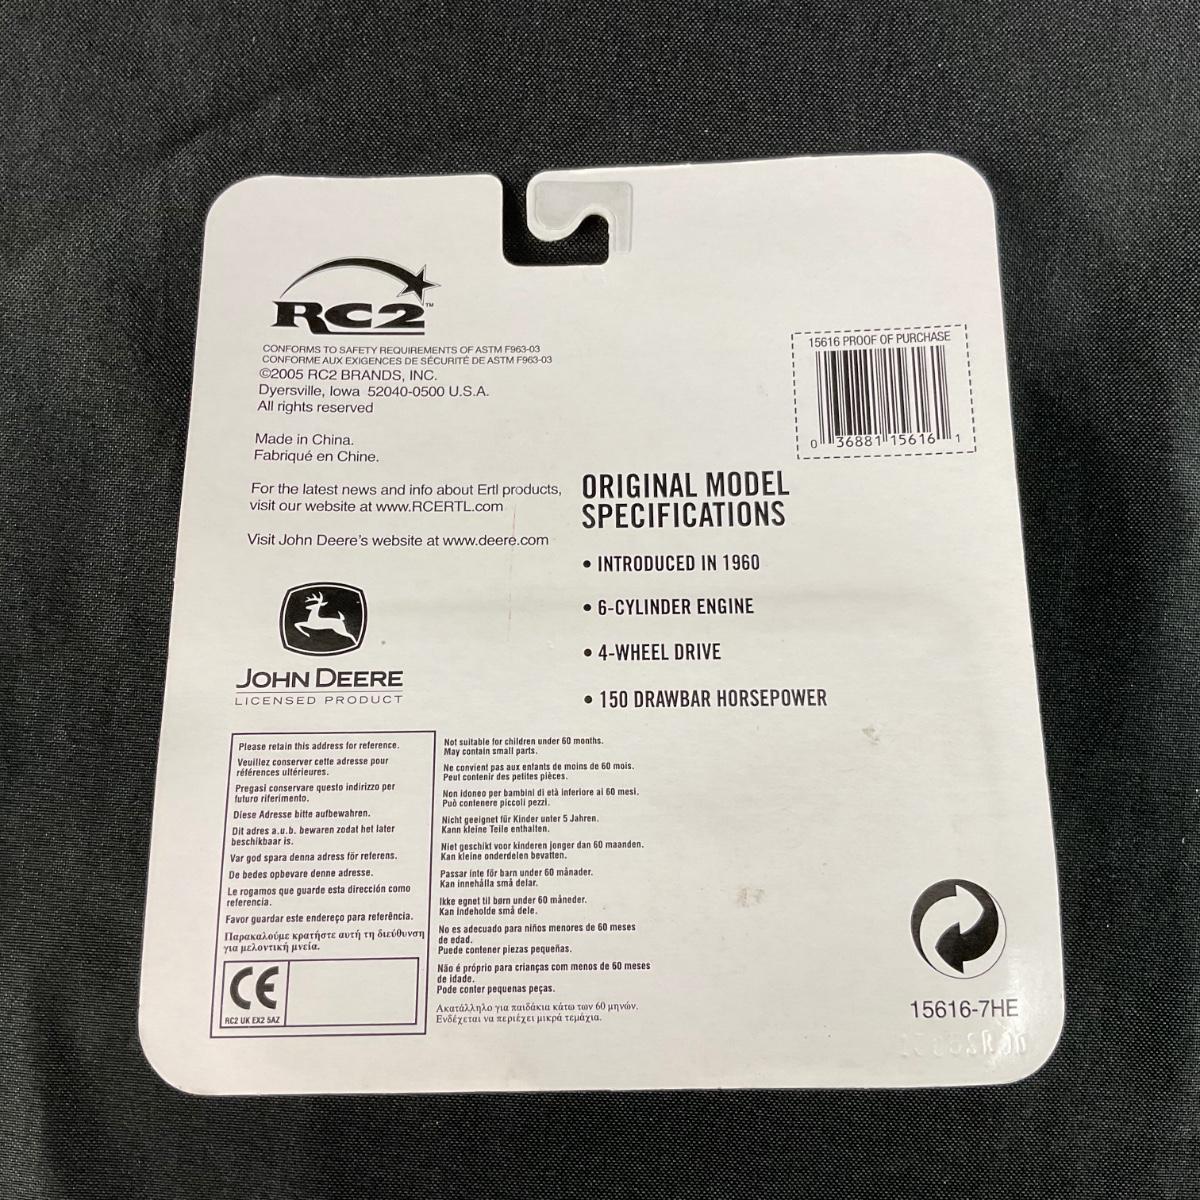 RC2™
CONFORMS TO SAFETY REQUIREMENTS OF ASTM F963-03
CONFORME AUX EXIGENCES DE SÉCURITÉ DE ASTM F963-03
©2005 RC2 BRANDS, INC.
Dyersville, Iowa 52040-0500 U.S.A.
All rights reserved
Made in China.
Fabriqué en Chine.
For the latest news and info about Ertl products,
visit our website at www.RCERTL.com
Visit John Deere's website at www.deere.com
JOHN DEERE
LICENSED PRODUCT
15616 PROOF OF PURCHASE
0 36881 15616 1
ORIGINAL MODEL
SPECIFICATIONS
• INTRODUCED IN 1960
• 6-CYLINDER ENGINE
• 4-WHEEL DRIVE
• 150 DRAWBAR HORSEPOWER
Please retain this address for reference.
Veuillez conserver cette adresse pour
références ultérieures.
Pregasi conservare questo indirizzo per
futuro riferimento.
Diese Adresse bitte aufbewahren.
Dit adres a.u.b. bewaren zodat het later
beschikbaar is.
Var god spara denna adress för referens.
De bedes opbevare denne adresse.
Le rogamos que guarde esta dirección como
referencia.
Favor guardar este endereço para referência.
Παρακαλούμε κρατήστε αυτή τη διεύθυνση
για μελοντική μνεία.
CE
RC2 UK EX2 5AZ
Not suitable for children under 60 months.
May contain small parts.
Ne convient pas aux enfants de moins de 60 mois.
Peut contenir des petites pièces.
Non idoneo per bambini di età inferiore ai 60 mesi.
Può contenere piccoli pezzi.
Nicht geeignet für Kinder unter 5 Jahren.
Kann kleine Teile enthalten.
Niet geschikt voor kinderen jonger dan 60 maanden.
Kan kleine onderdelen bevatten.
Passar inte för barn under 60 månader.
Kan innehålla små delar.
Ikke egnet til børn under 60 måneder.
Kan indeholde små dele.
No es adecuado para niños menores de 60 meses
de edad.
Puede contener piezas pequeñas.
Não é próprio para crianças com menos de 60 meses
de idade.
Pode conter pequenas peças.
Ακατάλληλο για παιδάκια κάτω των 60 μηνών.
Ενδέχεται να περιέχει μικρά τεμάχια.
15616-7HE